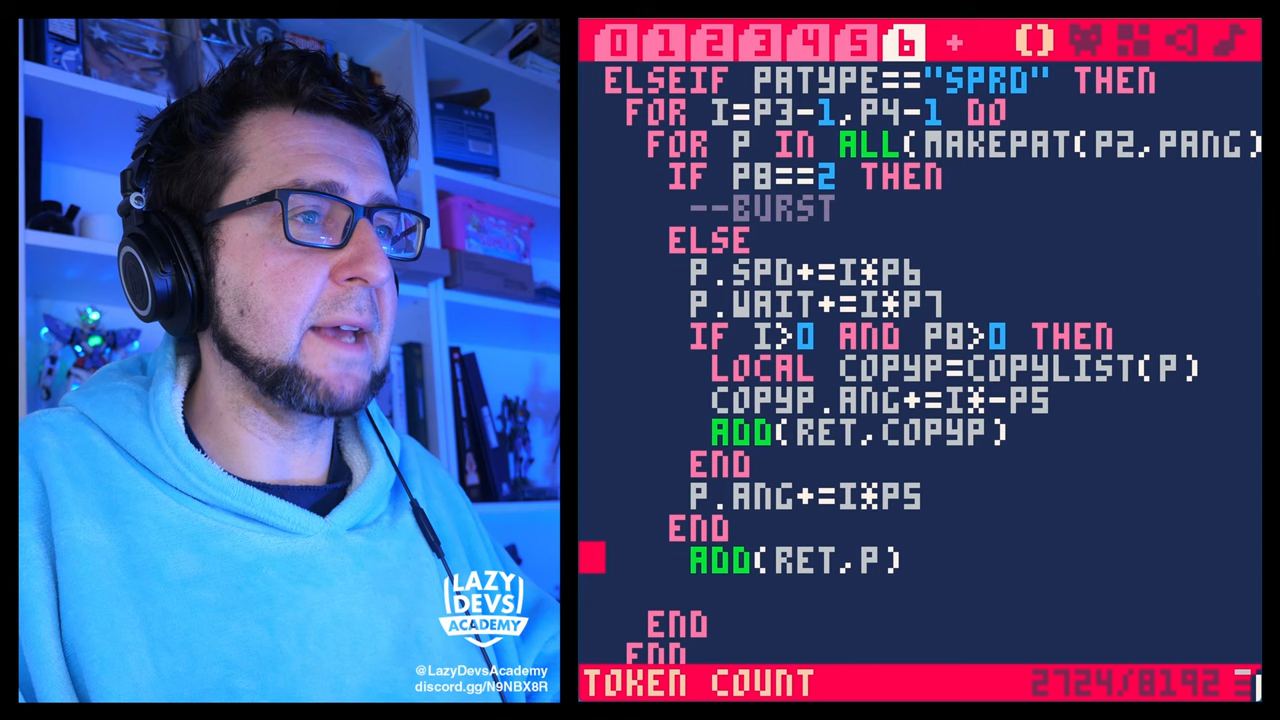 LAZY
DEVS
ACADEMY
@LazyDevsAcademy
discord.gg/N9NBX8R
0 1 2 3 4 5 6 + ()
ELSEIF PATYPE=="SPRD" THEN
FOR I=P3-1,P4-1 DO
FOR P IN ALL(MAKEPAT(P2,PANG)
IF P8==2 THEN
--BURST
ELSE
P.SPD+=I*P6
P.WAIT+=I*P7
IF I>0 AND P8>0 THEN
LOCAL COPYP=COPYLIST(P)
COPYP.ANG+=I*-P5
ADD(RET,COPYP)
END
P.ANG+=I*P5
END
ADD(RET,P)
END
END
TOKEN COUNT 2724/8192